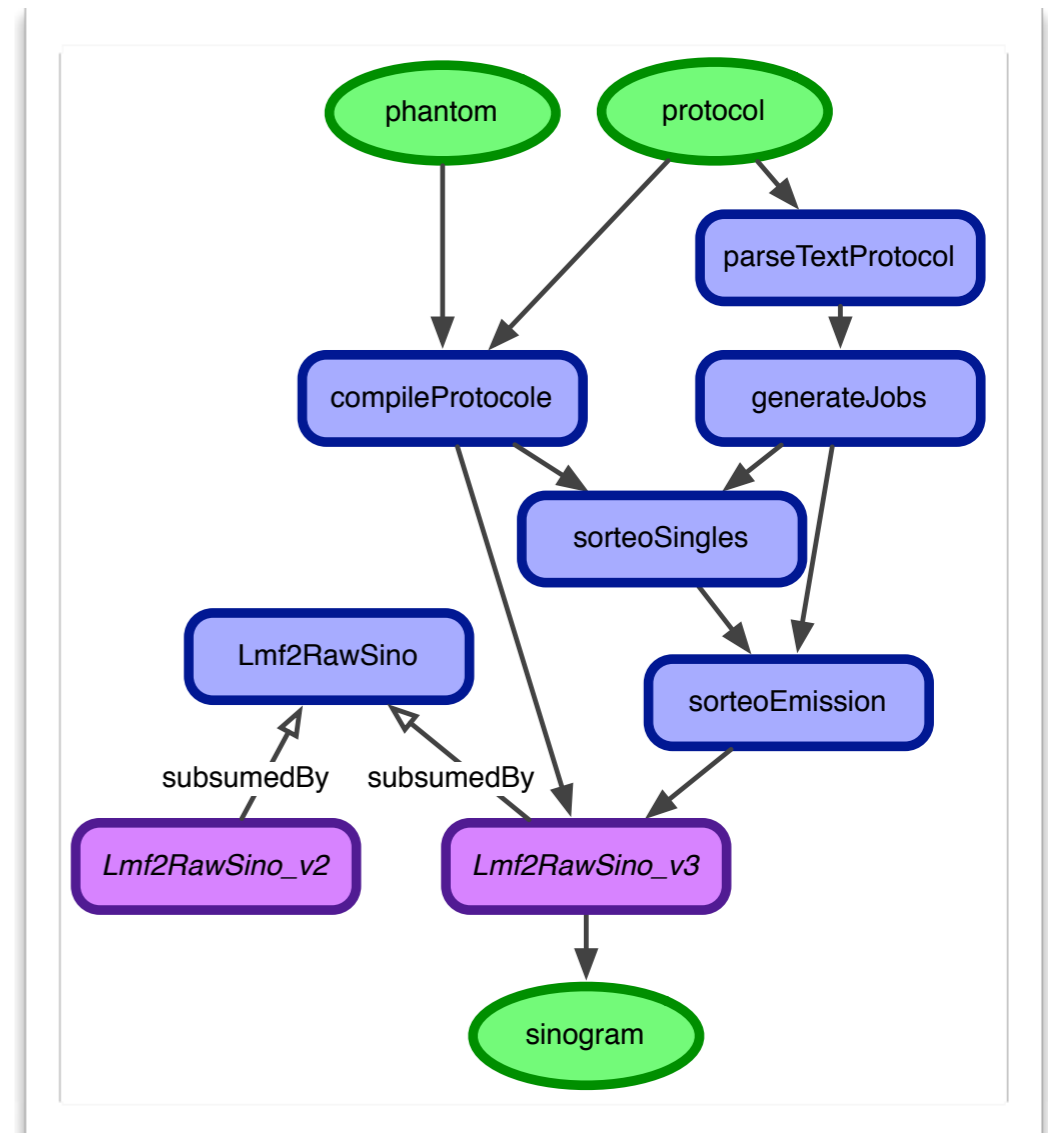 phantom
protocol
parseTextProtocol
compileProtocole
generateJobs
sorteoSingles
Lmf2RawSino
sorteoEmission
subsumedBy
subsumedBy
Lmf2RawSino_v2
Lmf2RawSino_v3
sinogram